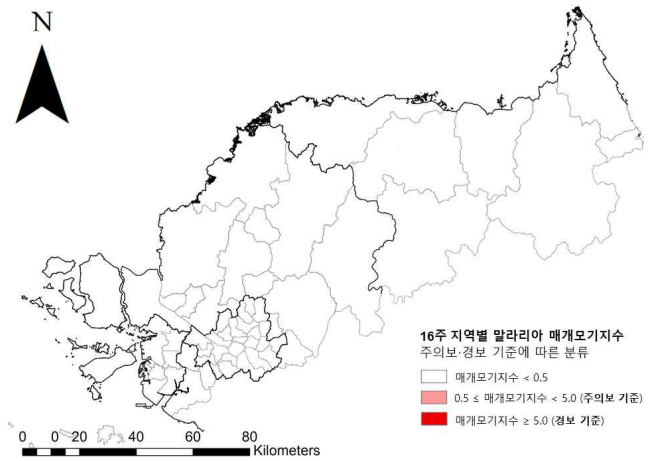 N
16주 지역별 말라리아 매개모기지수
주의보·경보 기준에 따른 분류
매개모기지수 < 0.5
0.5 ≤ 매개모기지수 < 5.0 (주의보 기준)
매개모기지수 ≥ 5.0 (경보 기준)
0 10 20 40 60 80
Kilometers